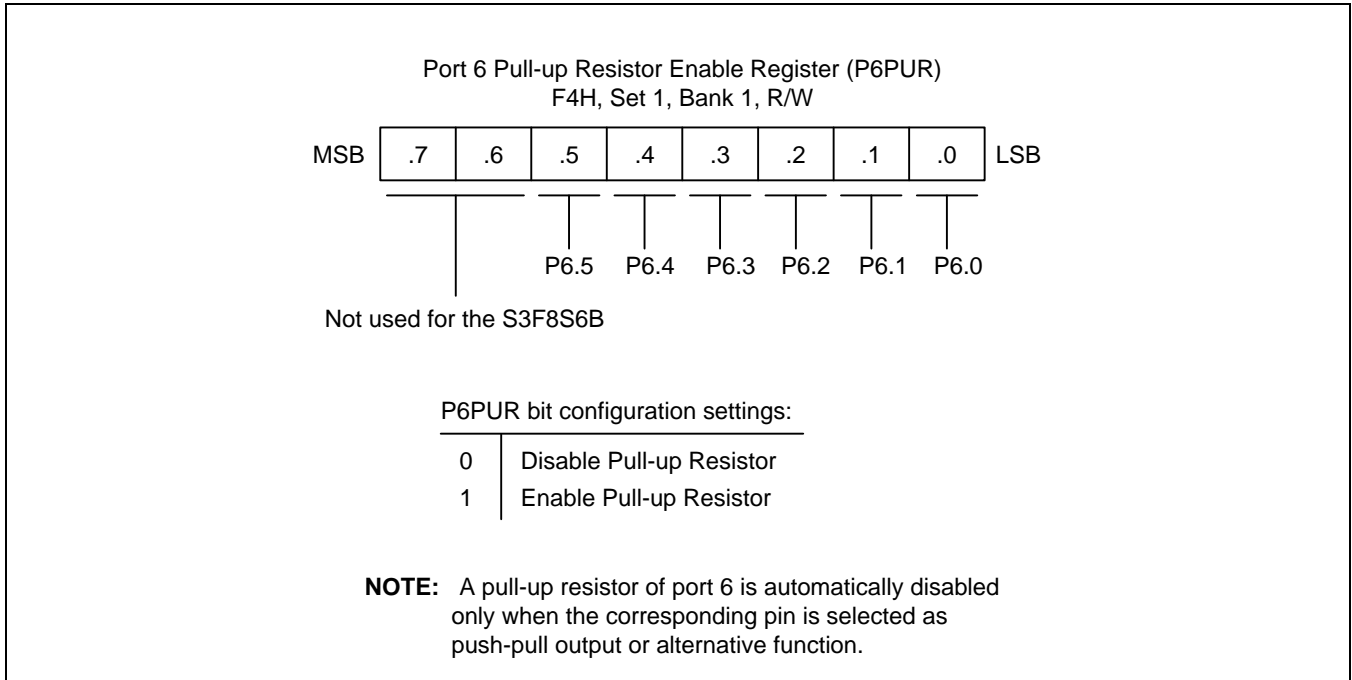 Port 6 Pull-up Resistor Enable Register (P6PUR)
F4H, Set 1, Bank 1, R/W
MSB .7 .6 .5 .4 .3 .2 .1 .0 LSB
P6.5 P6.4 P6.3 P6.2 P6.1 P6.0
Not used for the S3F8S6B
P6PUR bit configuration settings:
0 Disable Pull-up Resistor
1 Enable Pull-up Resistor
NOTE: A pull-up resistor of port 6 is automatically disabled
only when the corresponding pin is selected as
push-pull output or alternative function.